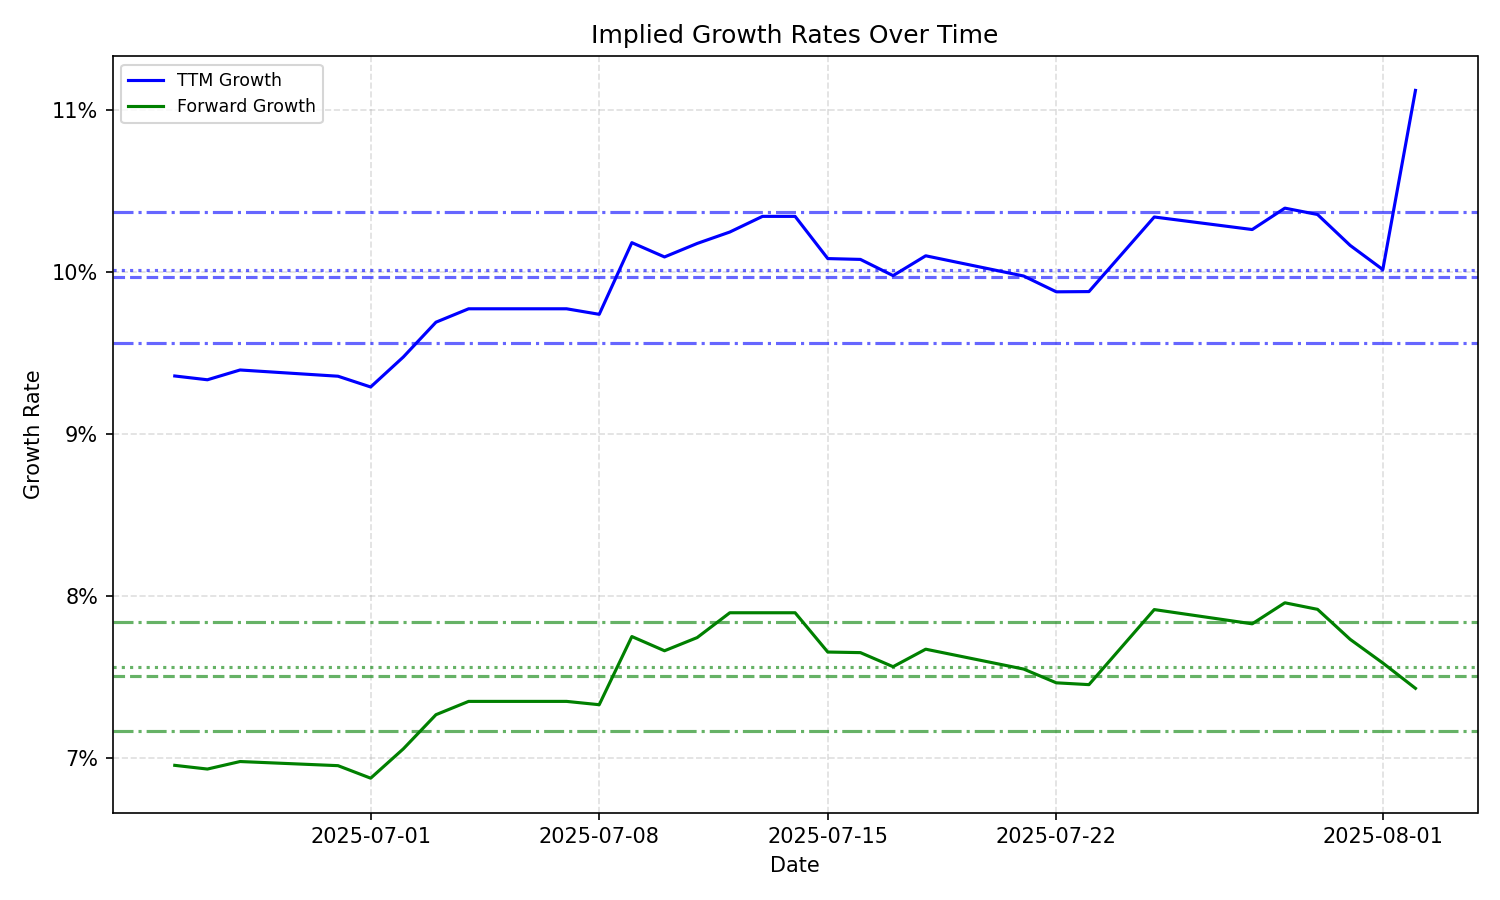 Implied Growth Rates Over Time
TTM Growth
Forward Growth
11%
10%
9%
8%
7%
Growth Rate
2025-07-01
2025-07-08
2025-07-15
2025-07-22
2025-08-01
Date